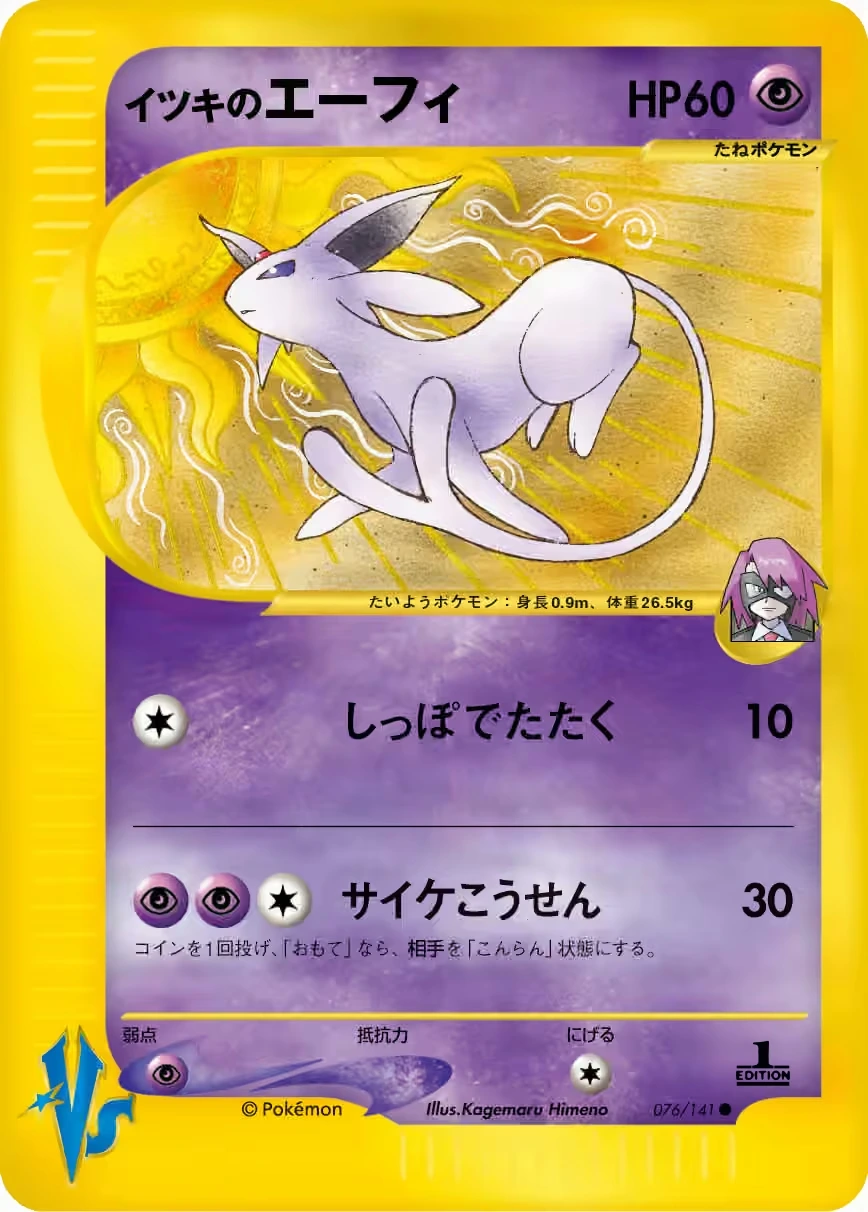 イツキのエーフィ HP60
たねポケモン
たいようポケモン：身長0.9m、体重26.5kg
しっぽでたたく 10
サイケこうせん 30
コインを1回投げ、「おもて」なら、相手を「こんらん」状態にする。
弱点 抵抗力 にげる
1
EDITION
VS
© Pokémon Illus.Kagemaru Himeno 076/141